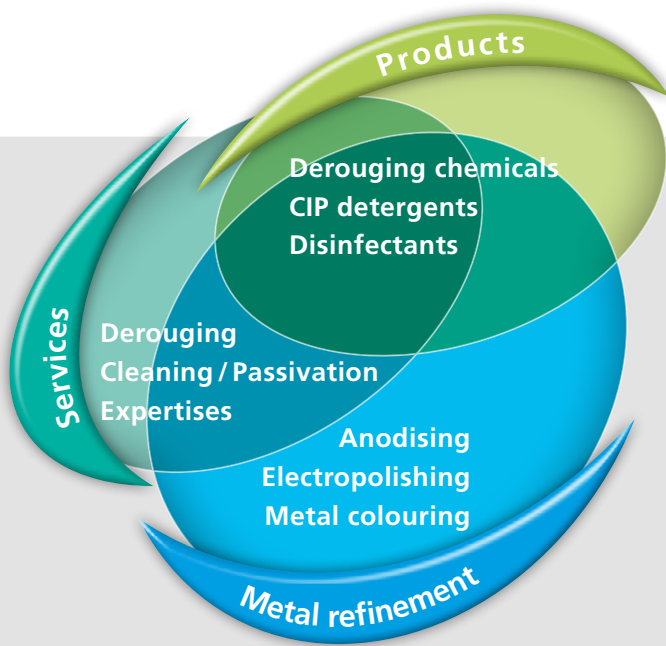 Products
Derouging chemicals
CIP detergents
Disinfectants
Services
Derouging
Cleaning / Passivation
Expertises
Anodising
Electropolishing
Metal colouring
Metal refinement